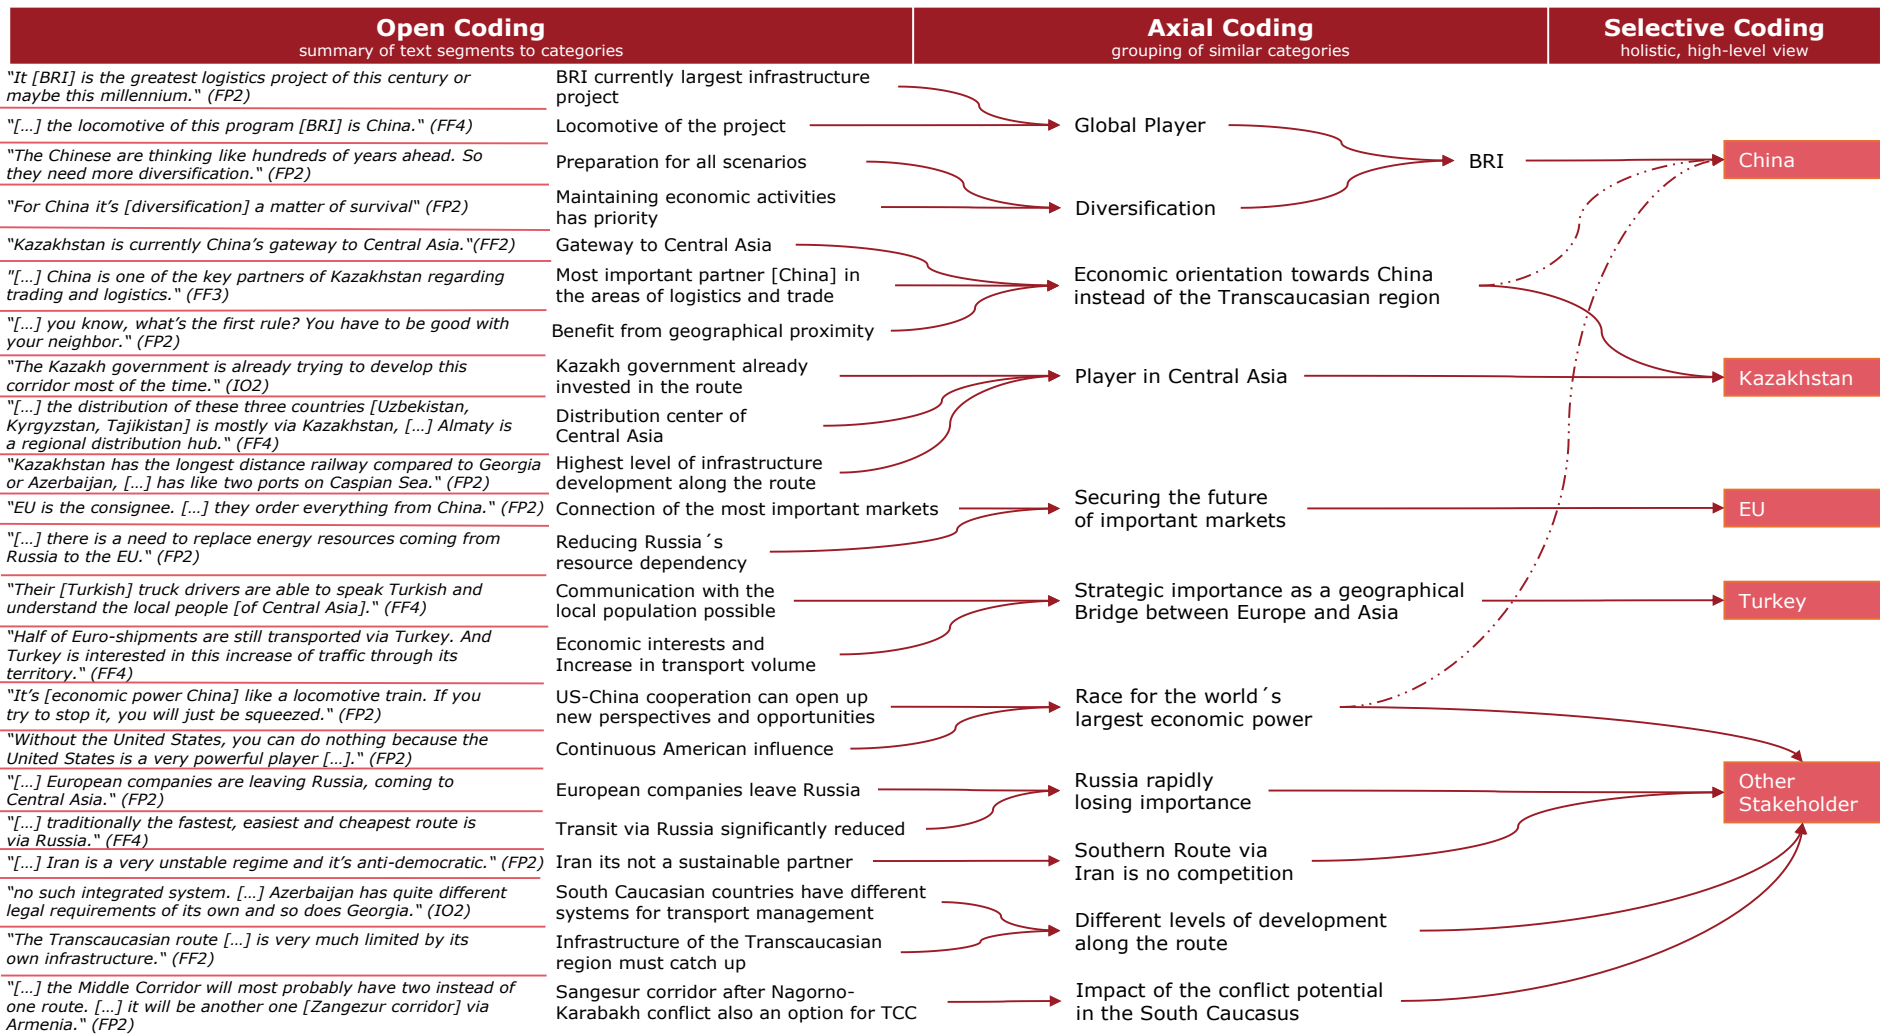 Open Coding
summary of text segments to categories
Axial Coding
grouping of similar categories
Selective Coding
holistic, high-level view
“It [BRI] is the greatest logistics project of this century or
maybe this millennium.“ (FP2)
“[…] the locomotive of this program [BRI] is China.“ (FF4)
“The Chinese are thinking like hundreds of years ahead. So
they need more diversification.“ (FP2)
“For China it’s [diversification] a matter of survival“ (FP2)
“Kazakhstan is currently China’s gateway to Central Asia.“(FF2)
"[…] China is one of the key partners of Kazakhstan regarding
trading and logistics.“ (FF3)
“[…] you know, what’s the first rule? You have to be good with
your neighbor.“ (FP2)
“The Kazakh government is already trying to develop this
corridor most of the time.“ (IO2)
“[…] the distribution of these three countries [Uzbekistan,
Kyrgyzstan, Tajikistan] is mostly via Kazakhstan, […] Almaty is
a regional distribution hub.“ (FF4)
“Kazakhstan has the longest distance railway compared to Georgia
or Azerbaijan, […] has like two ports on Caspian Sea.“ (FP2)
“EU is the consignee. […] they order everything from China.“ (FP2)
“[…] there is a need to replace energy resources coming from
Russia to the EU.“ (FP2)
“Their [Turkish] truck drivers are able to speak Turkish and
understand the local people [of Central Asia].“ (FF4)
“Half of Euro-shipments are still transported via Turkey. And
Turkey is interested in this increase of traffic through its
territory.“ (FF4)
“It’s [economic power China] like a locomotive train. If you
try to stop it, you will just be squeezed.“ (FP2)
“Without the United States, you can do nothing because the
United States is a very powerful player […].“ (FP2)
“[…] European companies are leaving Russia, coming to
Central Asia.“ (FP2)
“[…] traditionally the fastest, easiest and cheapest route is
via Russia.“ (FF4)
“[…] Iran is a very unstable regime and it’s anti-democratic.“ (FP2)
“no such integrated system. […] Azerbaijan has quite different
legal requirements of its own and so does Georgia.“ (IO2)
“The Transcaucasian route […] is very much limited by its
own infrastructure.“ (FF2)
“[…] the Middle Corridor will most probably have two instead of
one route. […] it will be another one [Zangezur corridor] via
Armenia.“ (FP2)
BRI currently largest infrastructure
project
Locomotive of the project
Preparation for all scenarios
Maintaining economic activities
has priority
Gateway to Central Asia
Most important partner [China] in
the areas of logistics and trade
Benefit from geographical proximity
Kazakh government already
invested in the route
Distribution center of
Central Asia
Highest level of infrastructure
development along the route
Connection of the most important markets
Reducing Russia´s
resource dependency
Communication with the
local population possible
Economic interests and
Increase in transport volume
US-China cooperation can open up
new perspectives and opportunities
Continuous American influence
European companies leave Russia
Transit via Russia significantly reduced
Iran its not a sustainable partner
South Caucasian countries have different
systems for transport management
Infrastructure of the Transcaucasian
region must catch up
Sangesur corridor after Nagorno-
Karabakh conflict also an option for TCC
Global Player
Diversification
BRI
Economic orientation towards China
instead of the Transcaucasian region
Player in Central Asia
Securing the future
of important markets
Strategic importance as a geographical
Bridge between Europe and Asia
Race for the world´s
largest economic power
Russia rapidly
losing importance
Southern Route via
Iran is no competition
Different levels of development
along the route
Impact of the conflict potential
in the South Caucasus
China
Kazakhstan
EU
Turkey
Other
Stakeholder